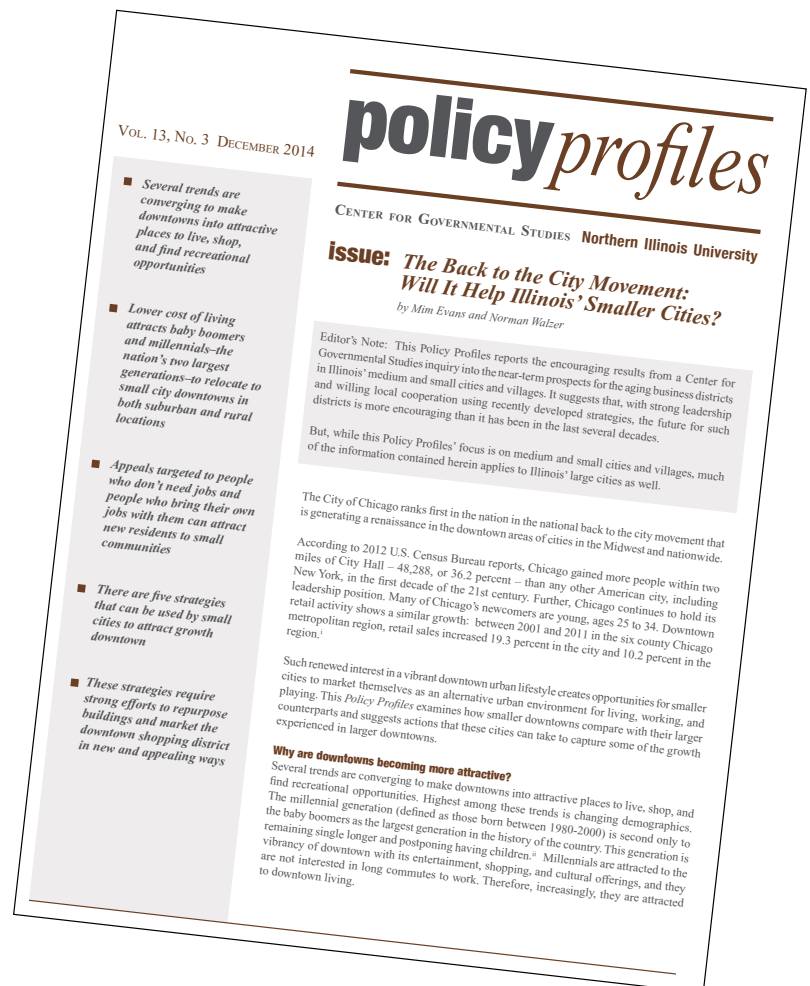 policyprofiles
VOL. 13, NO. 3 DECEMBER 2014
CENTER FOR GOVERNMENTAL STUDIES Northern Illinois University
Several trends are
converging to make
downtowns into attractive
places to live, shop,
and find recreational
opportunities
Lower cost of living
attracts baby boomers
and millennials–the
nation's two largest
generations–to relocate to
small city downtowns in
both suburban and rural
locations
Appeals targeted to people
who don't need jobs and
people who bring their own
jobs with them can attract
new residents to small
communities
There are five strategies
that can be used by small
cities to attract growth
downtown
These strategies require
strong efforts to repurpose
buildings and market the
downtown shopping district
in new and appealing ways
issue: The Back to the City Movement:
Will It Help Illinois' Smaller Cities?
by Mim Evans and Norman Walzer
Editor's Note: This Policy Profiles reports the encouraging results from a Center for
Governmental Studies inquiry into the near-term prospects for the aging business districts
in Illinois' medium and small cities and villages. It suggests that, with strong leadership
and willing local cooperation using recently developed strategies, the future for such
districts is more encouraging than it has been in the last several decades.
But, while this Policy Profiles' focus is on medium and small cities and villages, much
of the information contained herein applies to Illinois' large cities as well.
The City of Chicago ranks first in the nation in the national back to the city movement that
is generating a renaissance in the downtown areas of cities in the Midwest and nationwide.
According to 2012 U.S. Census Bureau reports, Chicago gained more people within two
miles of City Hall – 48,288, or 36.2 percent – than any other American city, including
New York, in the first decade of the 21st century. Further, Chicago continues to hold its
leadership position. Many of Chicago's newcomers are young, ages 25 to 34. Downtown
retail activity shows a similar growth: between 2001 and 2011 in the six county Chicago
metropolitan region, retail sales increased 19.3 percent in the city and 10.2 percent in the
region.i
Such renewed interest in a vibrant downtown urban lifestyle creates opportunities for smaller
cities to market themselves as an alternative urban environment for living, working, and
playing. This Policy Profiles examines how smaller downtowns compare with their larger
counterparts and suggests actions that these cities can take to capture some of the growth
experienced in larger downtowns.
Why are downtowns becoming more attractive?
Several trends are converging to make downtowns into attractive places to live, shop, and
find recreational opportunities. Highest among these trends is changing demographics.
The millennial generation (defined as those born between 1980-2000) is second only to
the baby boomers as the largest generation in the history of the country. This generation is
remaining single longer and postponing having children.ii Millennials are attracted to the
vibrancy of downtown with its entertainment, shopping, and cultural offerings, and they
are not interested in long commutes to work. Therefore, increasingly, they are attracted
to downtown living.